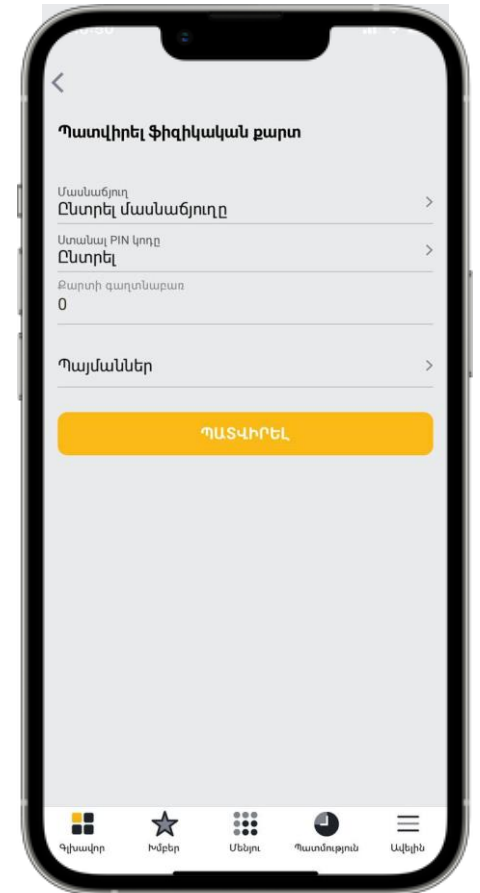 Պատվիրել ֆիզիկական քարտ
Մասնաճյուղ
Ընտրել մասնաճյուղը
Ստանալ PIN կոդը
Ընտրել
Քարտի գաղտնաբառ
0
Պայմաններ
ՊԱՏՎԻՐԵԼ
Գլխավոր
Խմբեր
Մենյու
Պատմություն
Ավելին